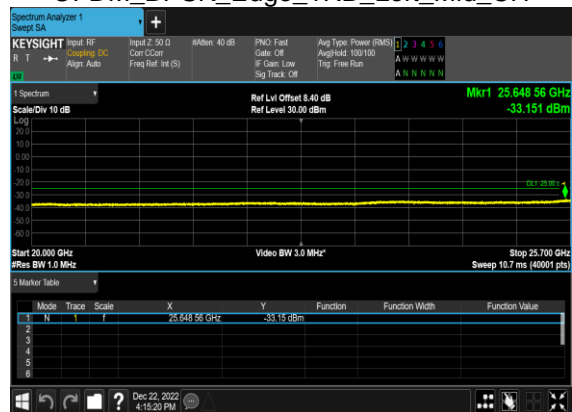 Spectrum Analyzer 1
Swept SA
+
KEYSIGHT Input: RF Input Z: 50 Ω #Atten: 40 dB PNO: Fast Avg Type: Power (RMS) 1 2 3 4 5 6
R T Coupling: DC Corr CCorr Gate: Off Avg|Hold: 100/100 A W W W W W
Align: Auto Freq Ref: Int (S) IF Gain: Low Trig: Free Run
LW Sig Track: Off A N N N N N
1 Spectrum Ref Lvl Offset 8.40 dB Mkr1 25.648 56 GHz
Scale/Div 10 dB Ref Level 30.00 dBm -33.151 dBm
Log
20.0
10.0
0.00
-10.0
-20.0
-30.0
-40.0
-50.0
-60.0
1
Start 20.000 GHz Video BW 3.0 MHz* Stop 25.700 GHz
#Res BW 1.0 MHz Sweep 10.7 ms (40001 pts)
5 Marker Table
Mode Trace Scale X Y Function Function Width Function Value
1 N 1 f 25.648 56 GHz -33.15 dBm
2
3
4
5
6
? Dec 22, 2022
4:15:20 PM